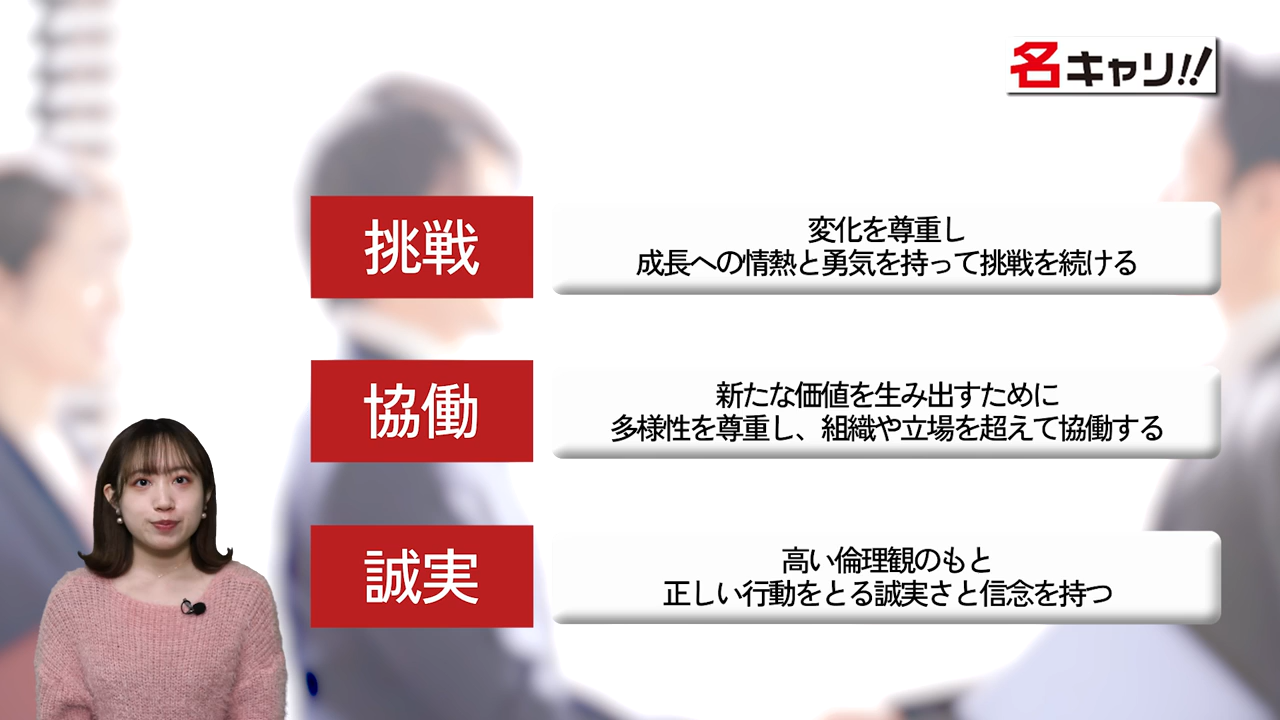 名キャリ!!
挑戦
変化を尊重し
成長への情熱と勇気を持って挑戦を続ける
協働
新たな価値を生み出すために
多様性を尊重し、組織や立場を超えて協働する
誠実
高い倫理観のもと
正しい行動をとる誠実さと信念を持つ